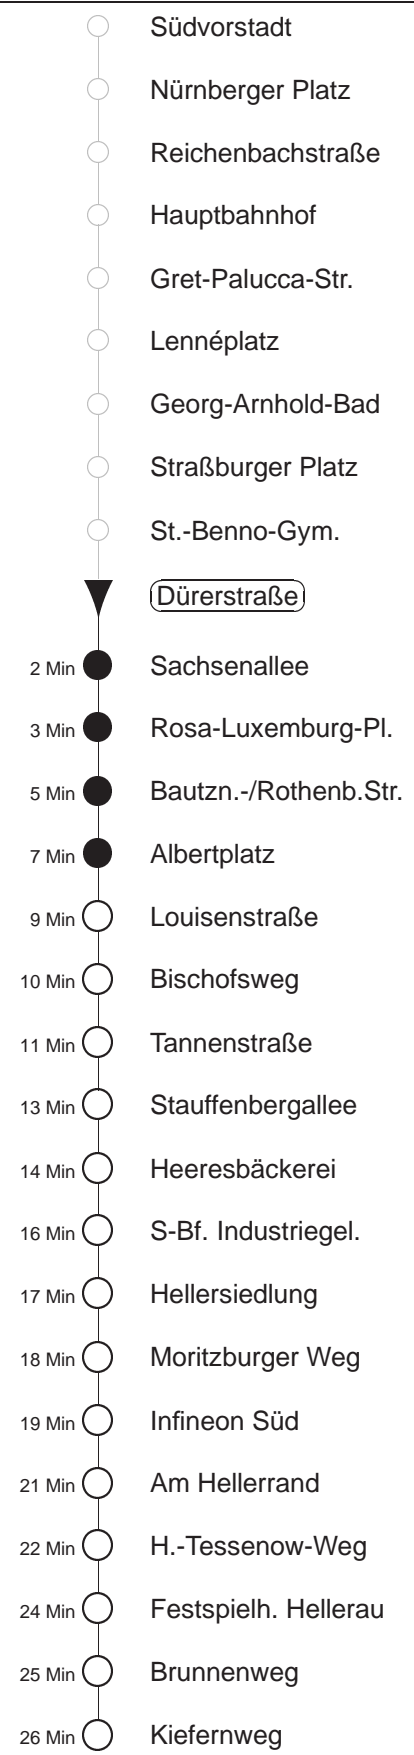 Südvorstadt
Nürnberger Platz
Reichenbachstraße
Hauptbahnhof
Gret-Palucca-Str.
Lennéplatz
Georg-Arnhold-Bad
Straßburger Platz
St.-Benno-Gym.
Dürerstraße
2 Min Sachsenallee
3 Min Rosa-Luxemburg-Pl.
5 Min Bautzn.-/Rothenb.Str.
7 Min Albertplatz
9 Min Louisenstraße
10 Min Bischofsweg
11 Min Tannenstraße
13 Min Stauffenbergallee
14 Min Heeresbäckerei
16 Min S-Bf. Industriegel.
17 Min Hellersiedlung
18 Min Moritzburger Weg
19 Min Infineon Süd
21 Min Am Hellerrand
22 Min H.-Tessenow-Weg
24 Min Festspielh. Hellerau
25 Min Brunnenweg
26 Min Kiefernweg